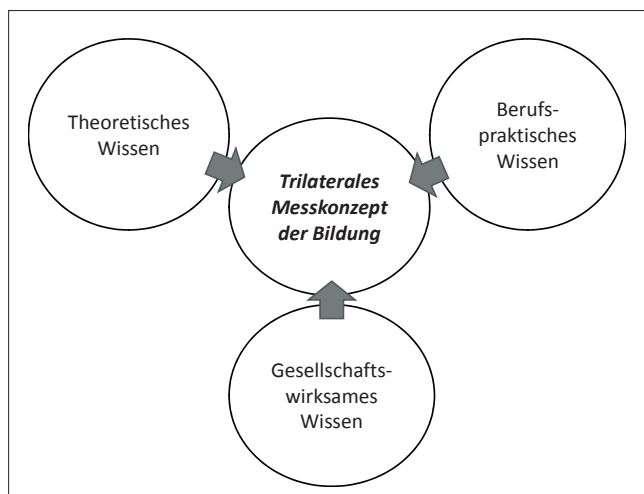 Theoretisches
Wissen
Berufs-
praktisches
Wissen
Trilaterales
Messkonzept
der Bildung
Gesellschafts-
wirksames
Wissen